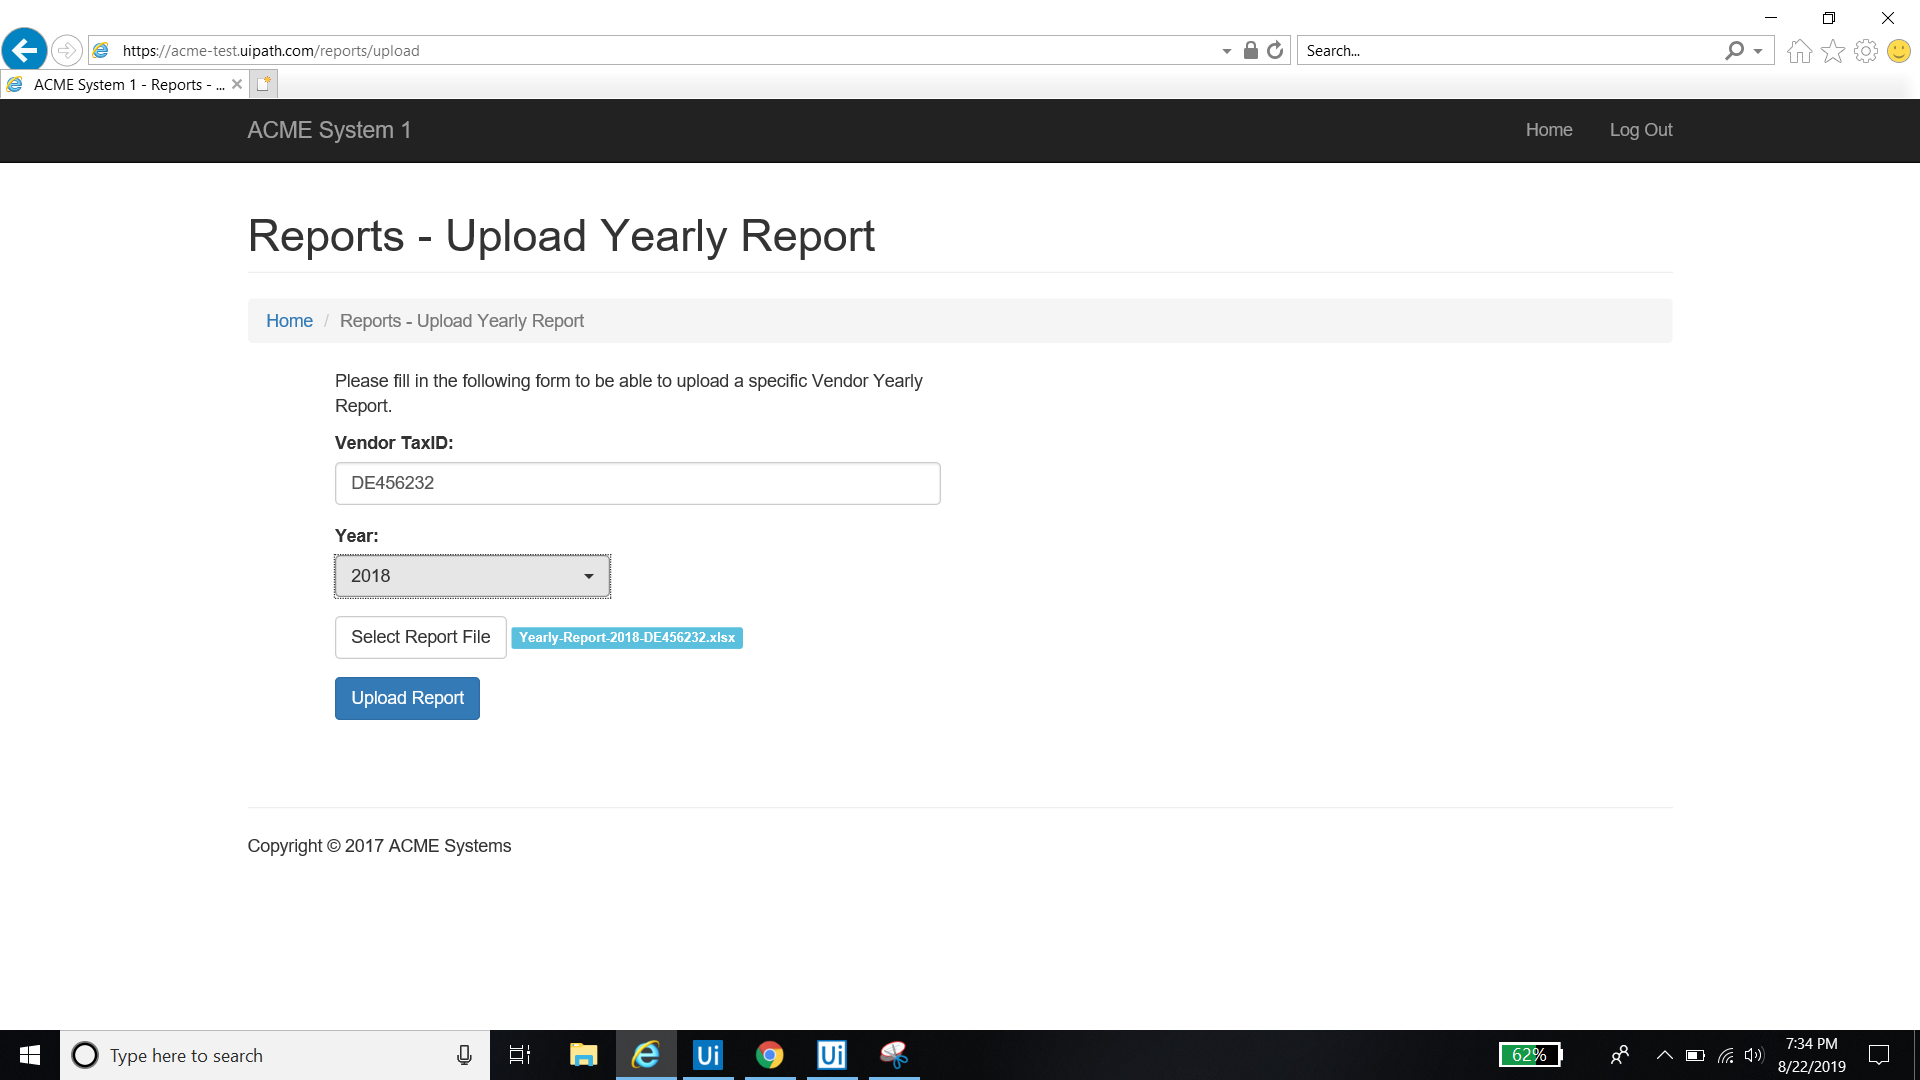 https://acme-test.uipath.com/reports/upload
Search...
ACME System 1 - Reports - ...
ACME System 1
Home
Log Out
Reports - Upload Yearly Report
Home / Reports - Upload Yearly Report
Please fill in the following form to be able to upload a specific Vendor Yearly
Report.
Vendor TaxID:
DE456232
Year:
2018
Select Report File
Yearly-Report-2018-DE456232.xlsx
Upload Report
Copyright © 2017 ACME Systems
Type here to search
Ui
Ui
62%
7:34 PM
8/22/2019